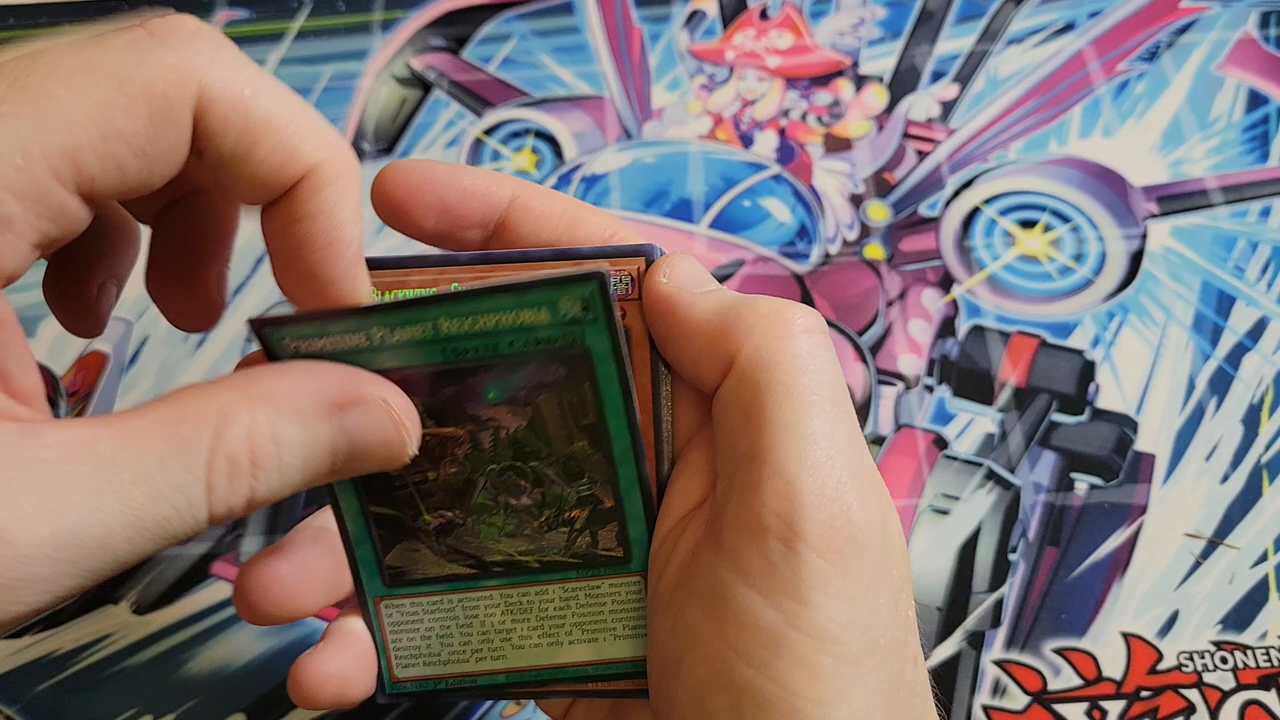 BLACKWING
PRIMITIVE PLANET REICHPHOBIA
When this card is activated: You can add 1 "Scareclaw" monster
or "Visas Starfrost" from your Deck to your hand. Monsters your
opponent controls lose 100 ATK/DEF for each Defense Position
monster on the field. If 3 or more Defense Position monsters
are on the field: You can target 1 card your opponent controls;
destroy it. You can only use this effect of "Primitive Planet
Reichphobia" once per turn. You can only activate 1 "Primitive
Planet Reichphobia" per turn.
1st Edition
SHONEN